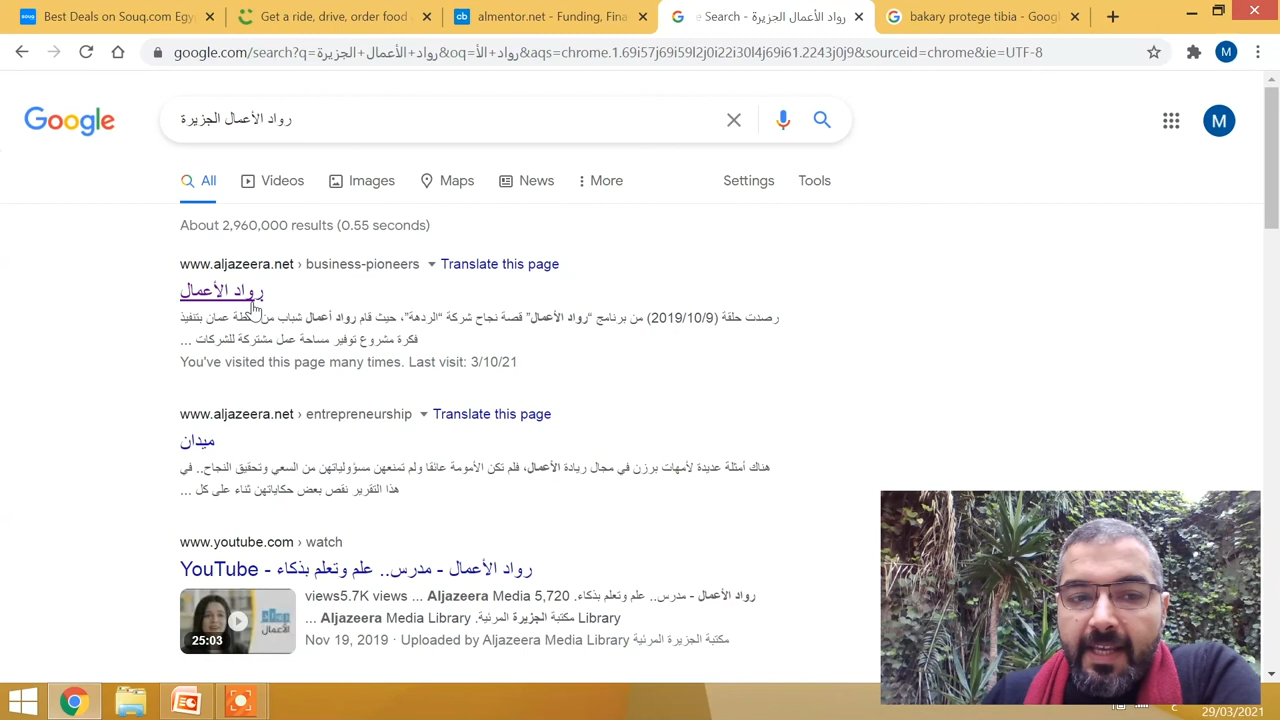 Best Deals on Souq.com Egy
Get a ride, drive, order food
almentor.net - Funding, Fina
رواد الأعمال الجزيرة - e Search
bakary protege tibia - Googl
google.com/search?q=رواد+الأعمال+الجزيرة&oq=رواد+الأ&aqs=chrome.1.69i57j69i59l2j0i22i30l4j69i61.2243j0j9&sourceid=chrome&ie=UTF-8
M
Google
رواد الأعمال الجزيرة
M
All
Videos
Images
Maps
News
More
Settings
Tools
About 2,960,000 results (0.55 seconds)
www.aljazeera.net › business-pioneers
Translate this page
رواد الأعمال
رصدت حلقة (2019/10/9) من برنامج "رواد الأعمال" قصة نجاح شركة "الردهة"، حيث قام رواد أعمال شباب من عمان بتنفيذ
فكرة مشروع توفير مساحة عمل مشتركة للشركات ...
You've visited this page many times. Last visit: 3/10/21
www.aljazeera.net › entrepreneurship
Translate this page
ميدان
هناك أمثلة عديدة لأمهات برزن في مجال ريادة الأعمال، فلم تكن الأمومة عائقا ولم تمنعهن مسؤولياتهن من السعي وتحقيق النجاح.. في
هذا التقرير نقص بعض حكاياتهن ثناء على كل ...
www.youtube.com › watch
رواد الأعمال - مدرس.. علم وتعلم بذكاء - YouTube
رواد الأعمال - مدرس.. علم وتعلم بذكاء. 5,720 views5.7K views ... Aljazeera Media
Library مكتبة الجزيرة المرئية. Aljazeera Media Library ...
Nov 19, 2019 · Uploaded by Aljazeera Media Library مكتبة الجزيرة المرئية
25:03
رواد
الأعمال
29/03/2021